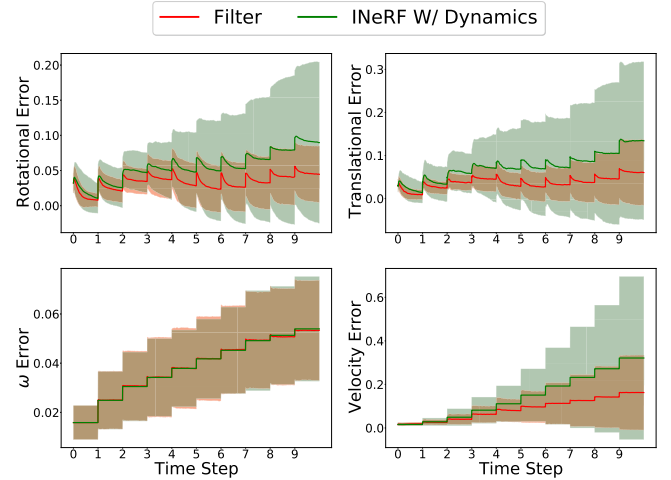 Filter INeRF W/ Dynamics
Rotational Error
0.20
0.15
0.10
0.05
0.00
0 1 2 3 4 5 6 7 8 9
Translational Error
0.3
0.2
0.1
0.0
0 1 2 3 4 5 6 7 8 9
ω Error
0.06
0.04
0.02
0 1 2 3 4 5 6 7 8 9
Time Step
Velocity Error
0.6
0.4
0.2
0.0
0 1 2 3 4 5 6 7 8 9
Time Step